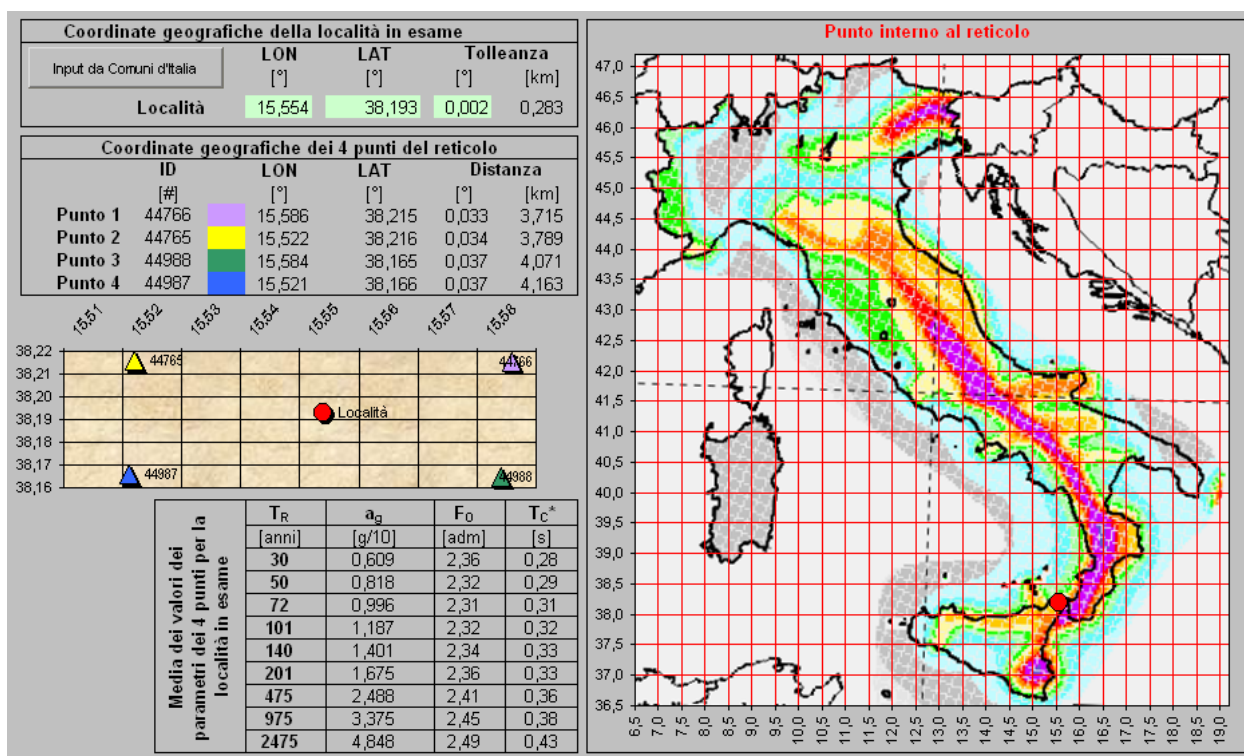 Coordinate geografiche della località in esame
LON LAT Tolleanza
Input da Comuni d'Italia
[°] [°] [°] [km]
Località 15,554 38,193 0,002 0,283
Coordinate geografiche dei 4 punti del reticolo
ID LON LAT Distanza
[#] [°] [°] [°] [km]
Punto 1 44766 15,586 38,215 0,033 3,715
Punto 2 44765 15,522 38,216 0,034 3,789
Punto 3 44988 15,584 38,165 0,037 4,071
Punto 4 44987 15,521 38,166 0,037 4,163
15,51 15,52 15,53 15,54 15,55 15,56 15,57 15,58
38,22
44765 44766
38,21
38,20
Località
38,19
38,18
38,17
44987 44988
38,16
Media dei valori dei parametri dei 4 punti per la località in esame
TR ag F0 TC*
[anni] [g/10] [adm] [s]
30 0,609 2,36 0,28
50 0,818 2,32 0,29
72 0,996 2,31 0,31
101 1,187 2,32 0,32
140 1,401 2,34 0,33
201 1,675 2,36 0,33
475 2,488 2,41 0,36
975 3,375 2,45 0,38
2475 4,848 2,49 0,43
Punto interno al reticolo
47,0
46,5
46,0
45,5
45,0
44,5
44,0
43,5
43,0
42,5
42,0
41,5
41,0
40,5
40,0
39,5
39,0
38,5
38,0
37,5
37,0
36,5
6,5 7,0 7,5 8,0 8,5 9,0 9,5 10,0 10,5 11,0 11,5 12,0 12,5 13,0 13,5 14,0 14,5 15,0 15,5 16,0 16,5 17,0 17,5 18,0 18,5 19,0